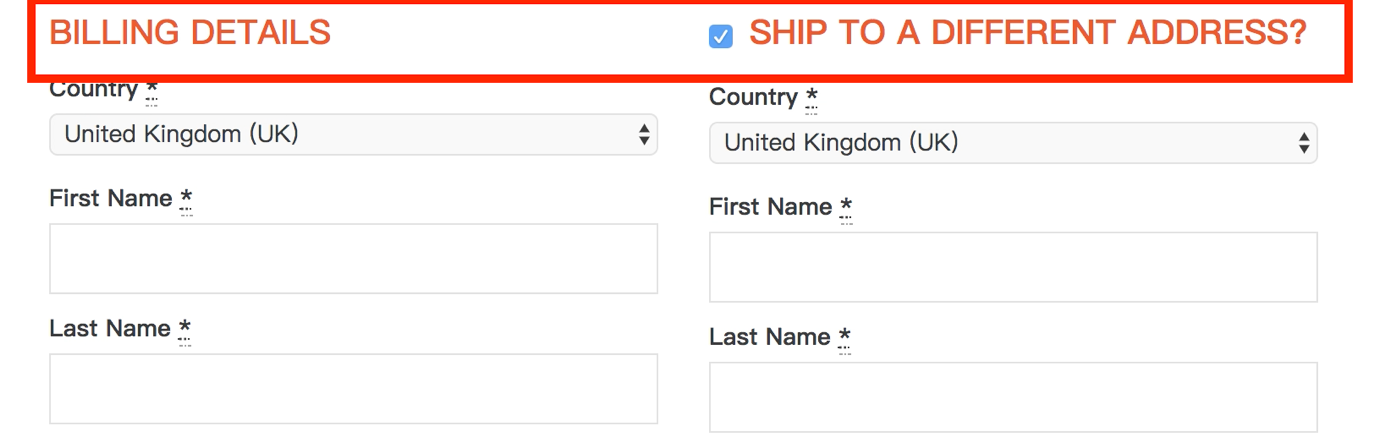 BILLING DETAILS
Country *
United Kingdom (UK)
First Name *
Last Name *
SHIP TO A DIFFERENT ADDRESS?
Country *
United Kingdom (UK)
First Name *
Last Name *